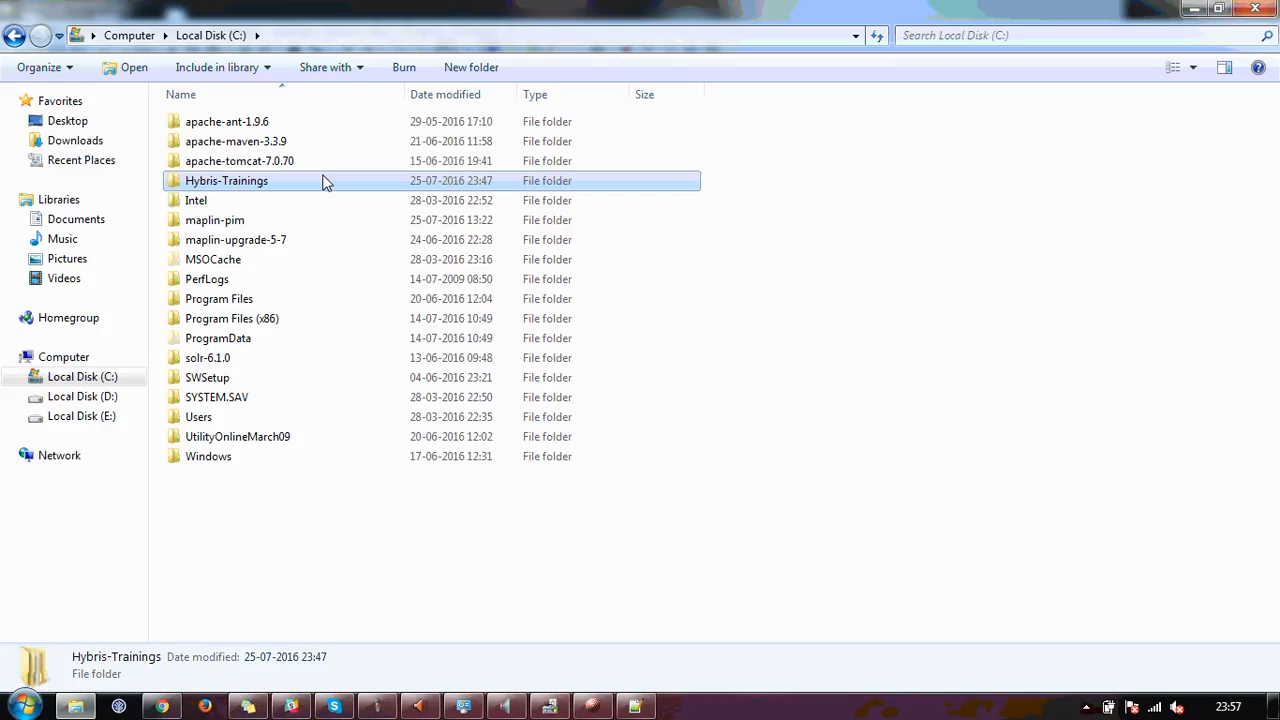 Computer Local Disk (C:) Search Local Disk (C:)
Organize Open Include in library Share with Burn New folder
Name Date modified Type Size
Favorites
Desktop
Downloads
Recent Places
Libraries
Documents
Music
Pictures
Videos
Homegroup
Computer
Local Disk (C:)
Local Disk (D:)
Local Disk (E:)
Network
apache-ant-1.9.6 29-05-2016 17:10 File folder
apache-maven-3.3.9 21-06-2016 11:58 File folder
apache-tomcat-7.0.70 15-06-2016 19:41 File folder
Hybris-Trainings 25-07-2016 23:47 File folder
Intel 28-03-2016 22:52 File folder
maplin-pim 25-07-2016 13:22 File folder
maplin-upgrade-5-7 24-06-2016 22:28 File folder
MSOCache 28-03-2016 23:16 File folder
PerfLogs 14-07-2009 08:50 File folder
Program Files 20-06-2016 12:04 File folder
Program Files (x86) 14-07-2016 10:49 File folder
ProgramData 14-07-2016 10:49 File folder
solr-6.1.0 13-06-2016 09:48 File folder
SWSetup 04-06-2016 23:21 File folder
SYSTEM.SAV 28-03-2016 22:50 File folder
Users 28-03-2016 22:35 File folder
UtilityOnlineMarch09 20-06-2016 12:02 File folder
Windows 17-06-2016 12:31 File folder
Hybris-Trainings Date modified: 25-07-2016 23:47
File folder
23:57